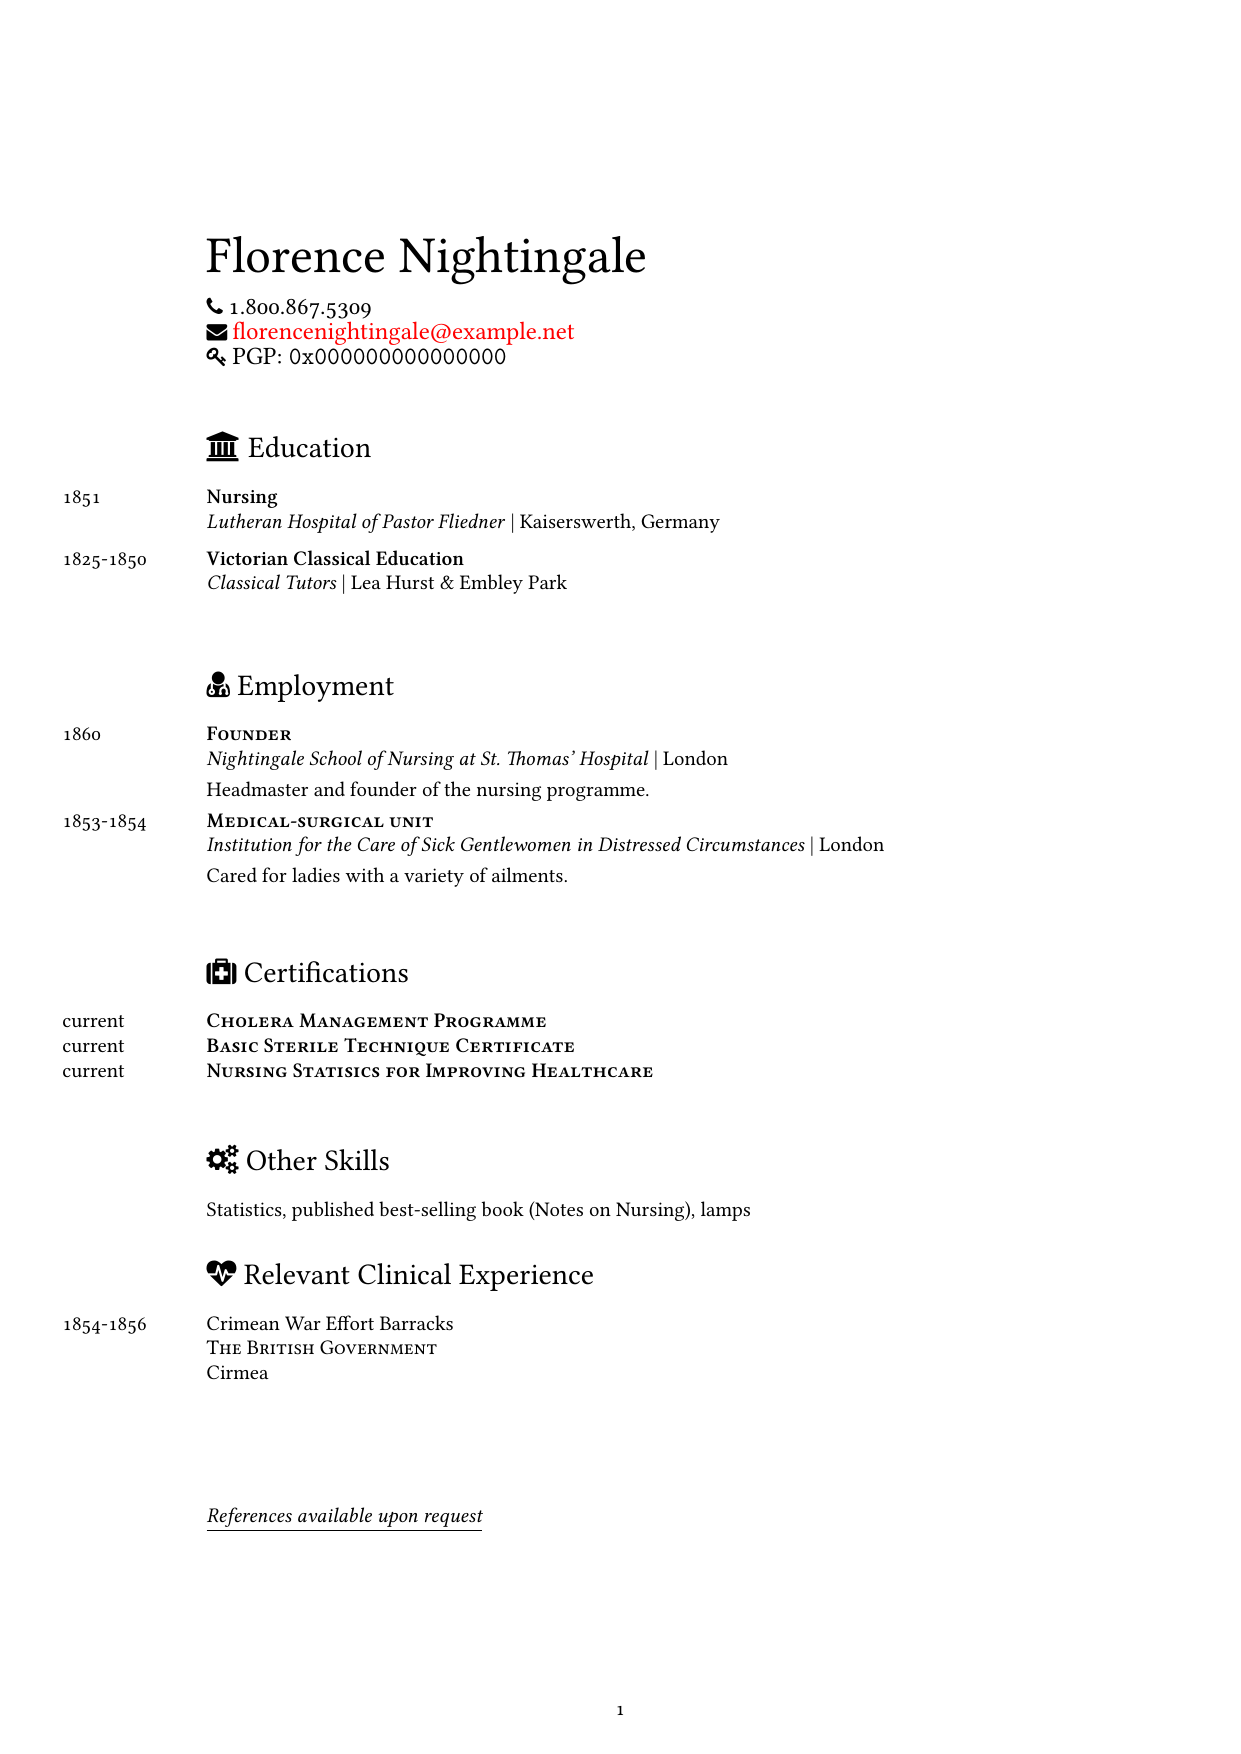 Florence Nightingale
1.800.867.5309
florencenightingale@example.net
PGP: 0x000000000000000
Education
1851 Nursing
Lutheran Hospital of Pastor Fliedner | Kaiserswerth, Germany
1825-1850 Victorian Classical Education
Classical Tutors | Lea Hurst & Embley Park
Employment
1860 Founder
Nightingale School of Nursing at St. Thomas’ Hospital | London
Headmaster and founder of the nursing programme.
1853-1854 Medical-surgical unit
Institution for the Care of Sick Gentlewomen in Distressed Circumstances | London
Cared for ladies with a variety of ailments.
Certifications
current Cholera Management Programme
current Basic Sterile Technique Certificate
current Nursing Statisics for Improving Healthcare
Other Skills
Statistics, published best-selling book (Notes on Nursing), lamps
Relevant Clinical Experience
1854-1856 Crimean War Effort Barracks
The British Government
Cirmea
References available upon request
1